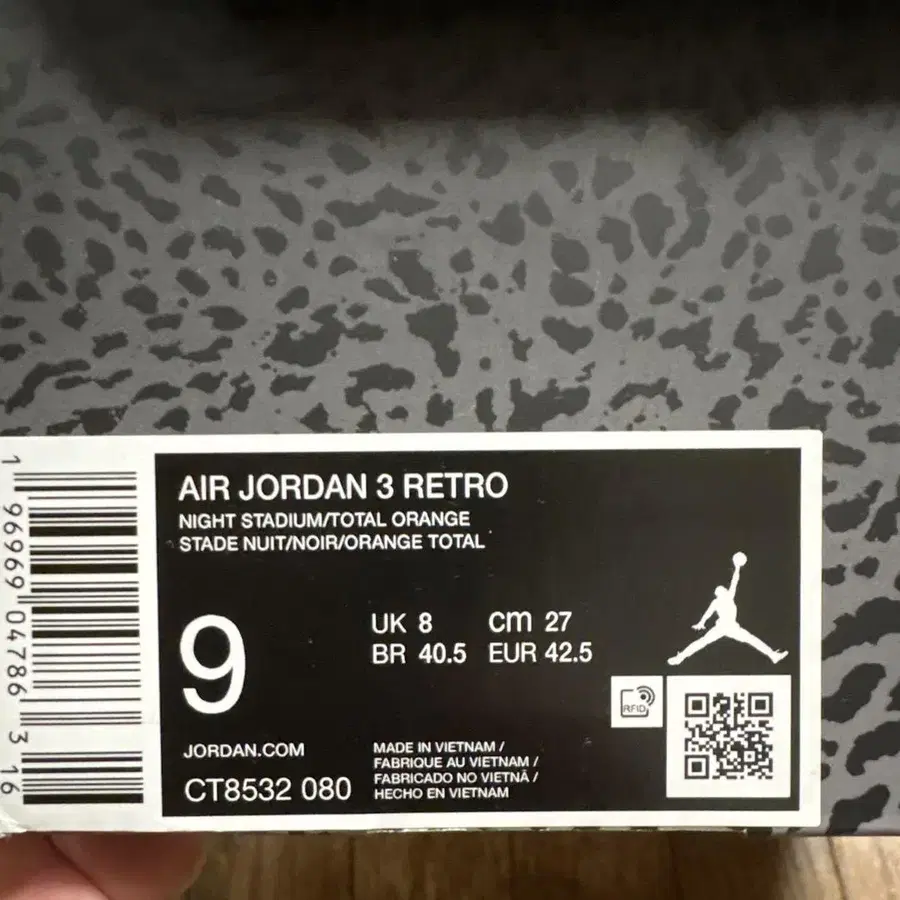 AIR JORDAN 3 RETRO
NIGHT STADIUM/TOTAL ORANGE
STADE NUIT/NOIR/ORANGE TOTAL
9
UK 8 cm 27
BR 40.5 EUR 42.5
RFID
JORDAN.COM
CT8532 080
MADE IN VIETNAM /
FABRIQUE AU VIETNAM /
FABRICADO NO VIETNÃ /
HECHO EN VIETNAM
1 96969 04786 3 16